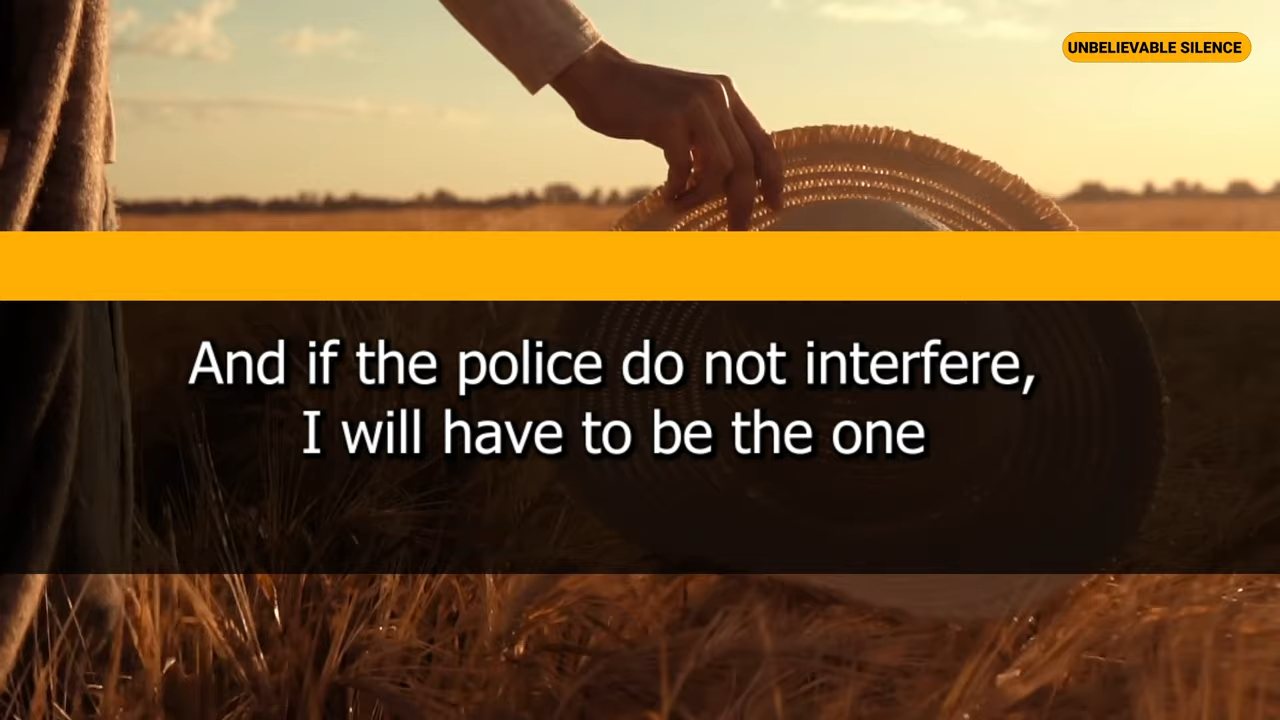 UNBELIEVABLE SILENCE
And if the police do not interfere,
I will have to be the one